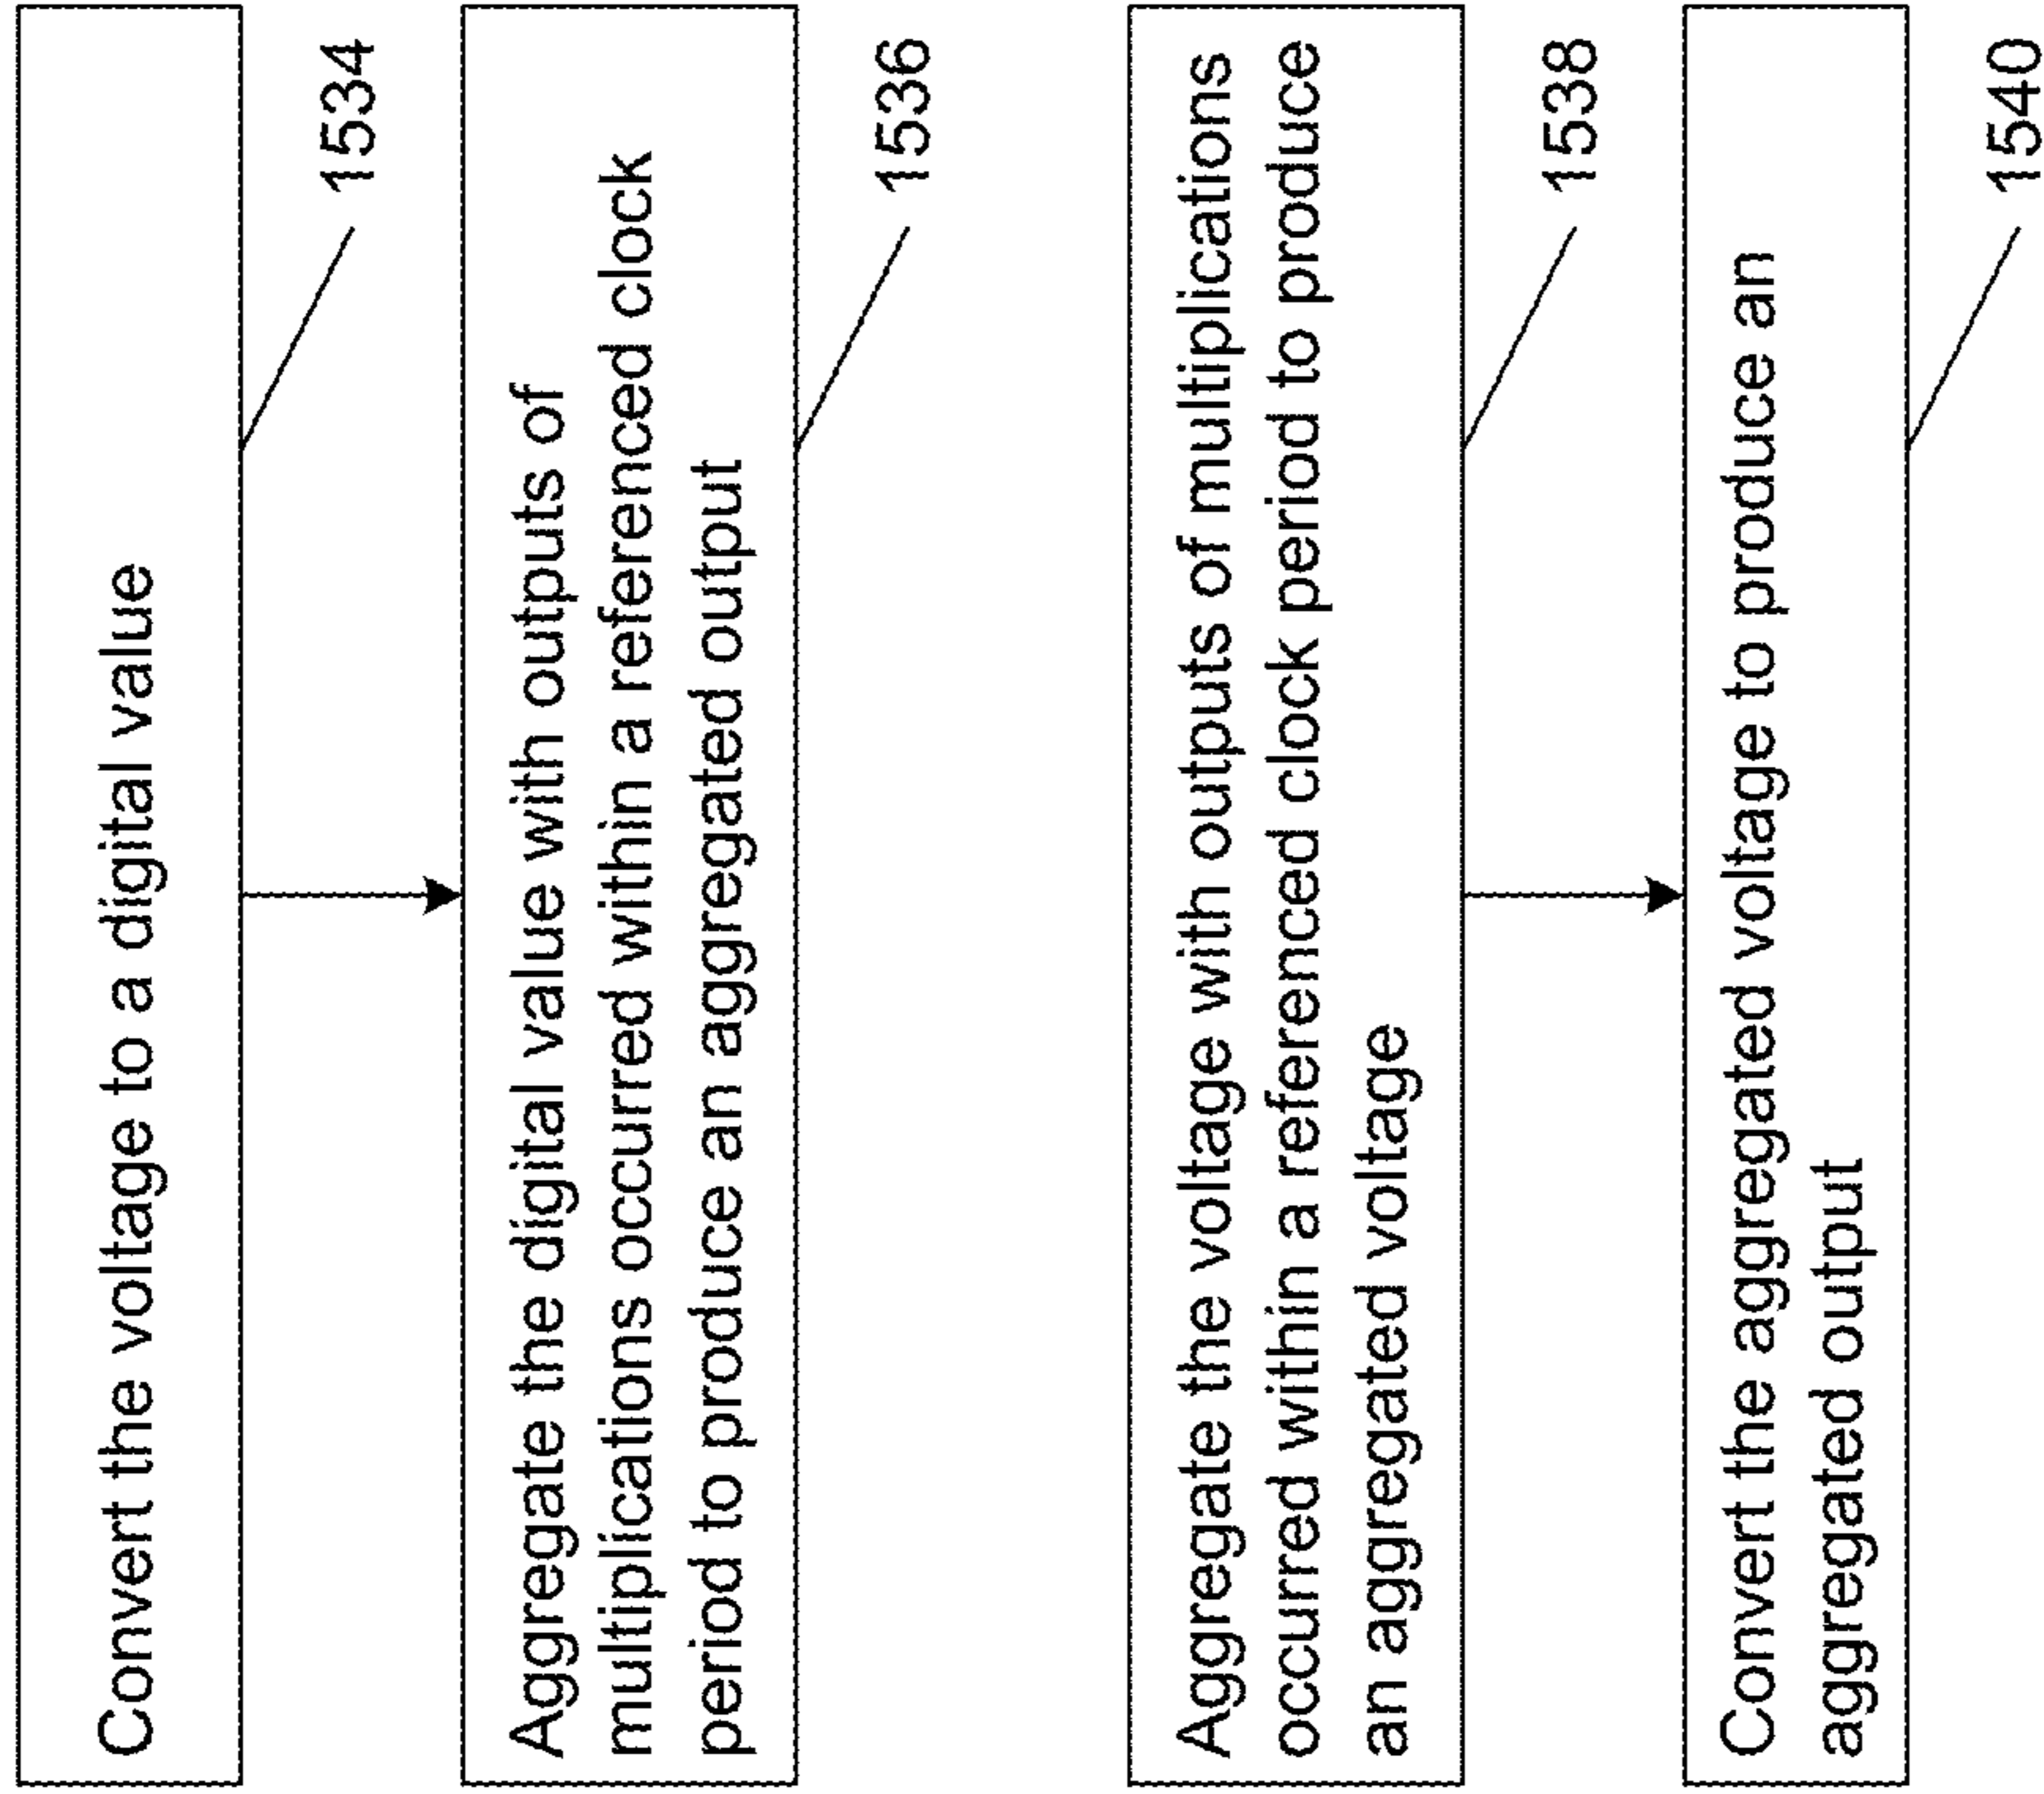 Convert the voltage to a digital value
1534
Aggregate the digital value with outputs of
multiplications occurred within a referenced clock
period to produce an aggregated output
1536
Aggregate the voltage with outputs of multiplications
occurred within a referenced clock period to produce
an aggregated voltage
1538
Convert the aggregated voltage to produce an
aggregated output
1540